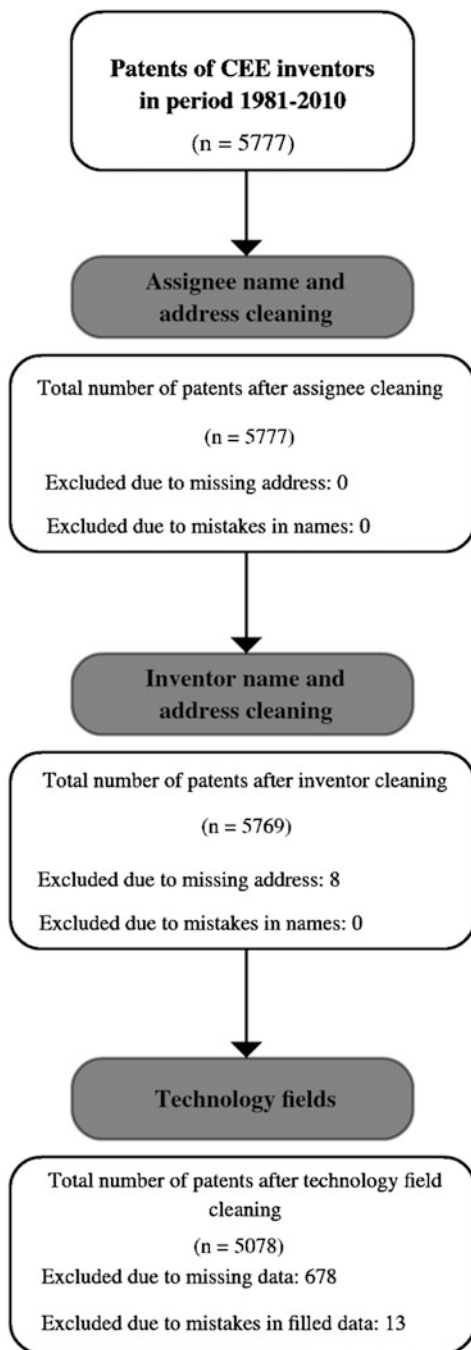 Patents of CEE inventors
in period 1981-2010
(n = 5777)
Assignee name and
address cleaning
Total number of patents after assignee cleaning
(n = 5777)
Excluded due to missing address: 0
Excluded due to mistakes in names: 0
Inventor name and
address cleaning
Total number of patents after inventor cleaning
(n = 5769)
Excluded due to missing address: 8
Excluded due to mistakes in names: 0
Technology fields
Total number of patents after technology field
cleaning
(n = 5078)
Excluded due to missing data: 678
Excluded due to mistakes in filled data: 13